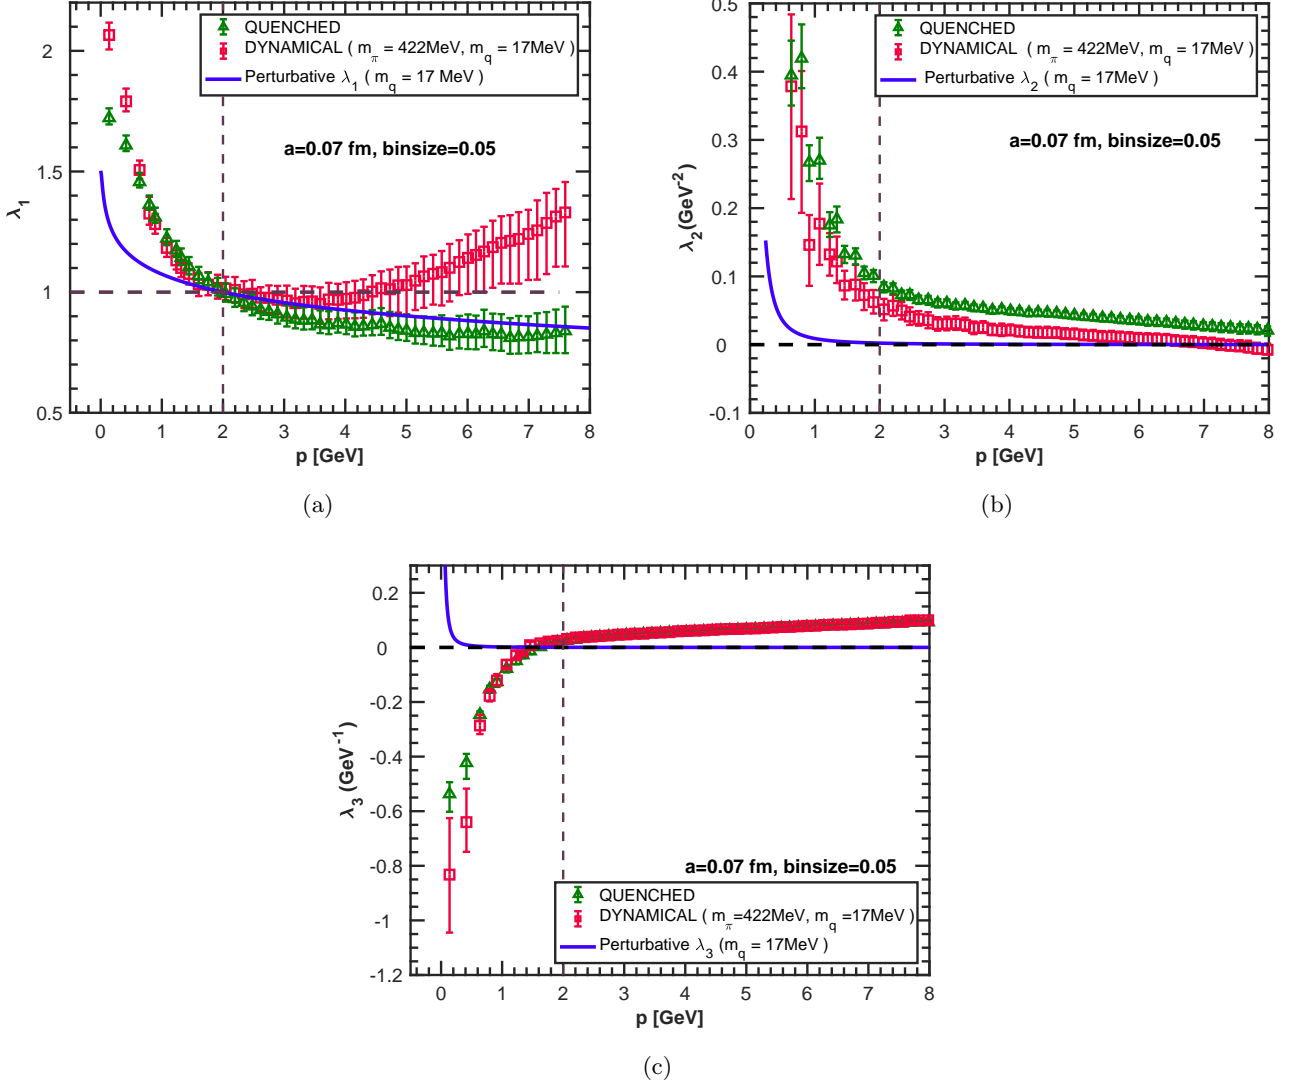 QUENCHED
DYNAMICAL ( mπ = 422MeV, mq = 17MeV )
Perturbative λ1 ( mq = 17 MeV )
a=0.07 fm, binsize=0.05
λ1
2
1.5
1
0.5
0 1 2 3 4 5 6 7 8
p [GeV]
(a)
QUENCHED
DYNAMICAL ( mπ = 422MeV, mq = 17MeV )
Perturbative λ2 ( mq = 17MeV )
a=0.07 fm, binsize=0.05
λ2(GeV-2)
0.5
0.4
0.3
0.2
0.1
0
-0.1
0 1 2 3 4 5 6 7 8
p [GeV]
(b)
λ3 (GeV-1)
0.2
0
-0.2
-0.4
-0.6
-0.8
-1
-1.2
a=0.07 fm, binsize=0.05
QUENCHED
DYNAMICAL ( mπ=422MeV, mq =17MeV )
Perturbative λ3 (mq = 17MeV )
0 1 2 3 4 5 6 7 8
p [GeV]
(c)